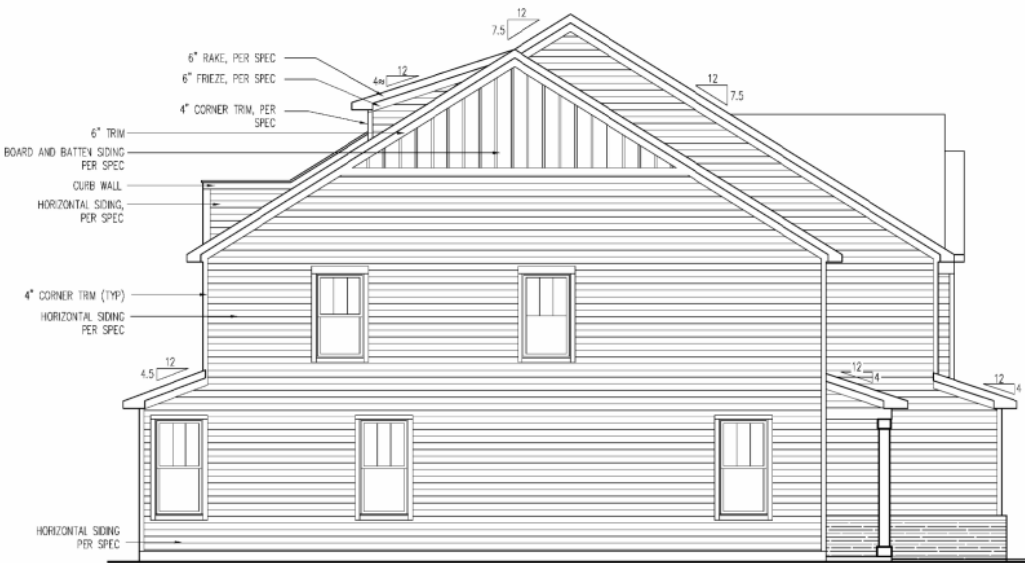 12
7.5
6" RAKE, PER SPEC
12
4
6" FRIEZE, PER SPEC
12
7.5
4" CORNER TRIM, PER
SPEC
6" TRIM
BOARD AND BATTEN SIDING
PER SPEC
CURB WALL
HORIZONTAL SIDING,
PER SPEC
4" CORNER TRIM (TYP)
HORIZONTAL SIDING
PER SPEC
12
4.5
12
4
12
4
HORIZONTAL SIDING
PER SPEC